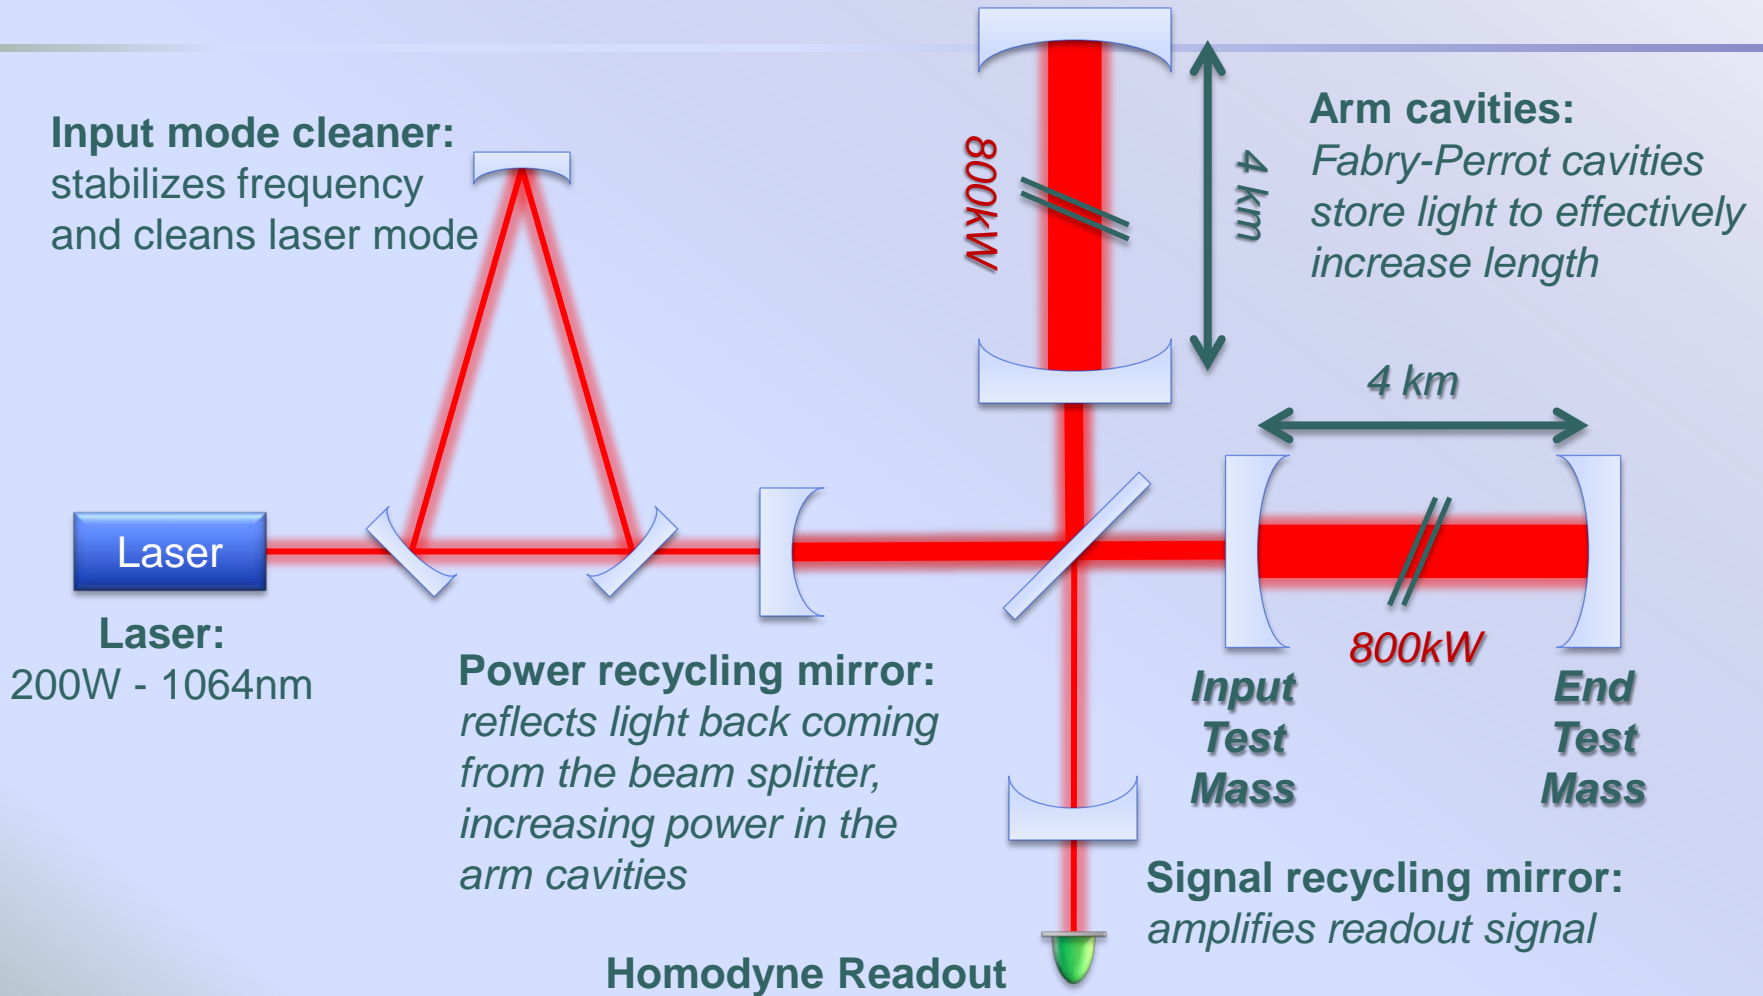 Input mode cleaner:
stabilizes frequency
and cleans laser mode
800kW
4 km
Arm cavities:
Fabry-Perrot cavities
store light to effectively
increase length
4 km
Laser
Laser:
200W - 1064nm
Power recycling mirror:
reflects light back coming
from the beam splitter,
increasing power in the
arm cavities
800kW
Input
Test
Mass
End
Test
Mass
Signal recycling mirror:
amplifies readout signal
Homodyne Readout